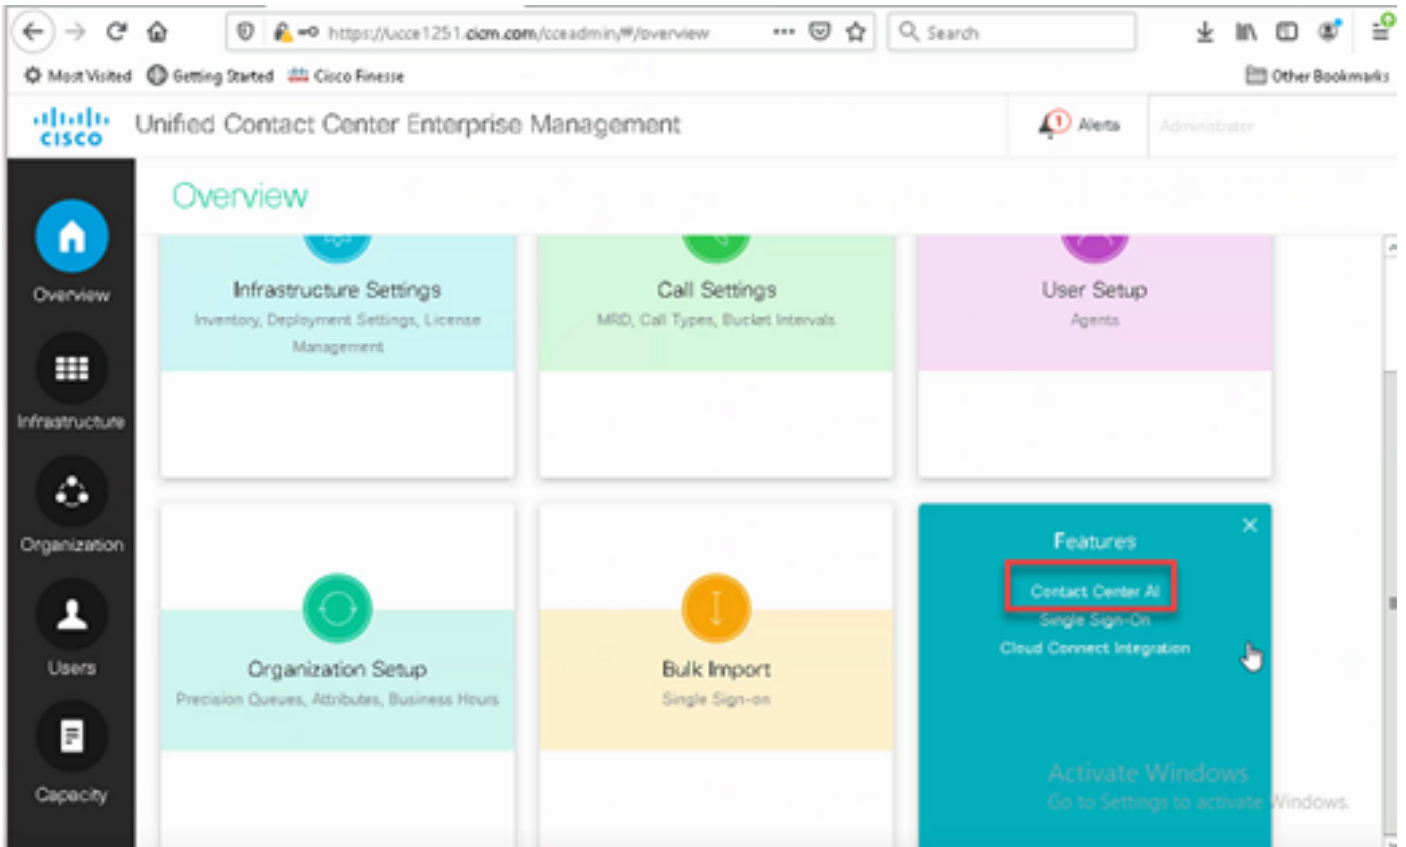 https://ucce1251.cicm.com/cceadmin/#/overview
Search
Most Visited
Getting Started
Cisco Finesse
Other Bookmarks
CISCO
Unified Contact Center Enterprise Management
1
Alerts
Administrator
Overview
Overview
Infrastructure Settings
Inventory, Deployment Settings, License
Management
Call Settings
MRD, Call Types, Bucket Intervals
User Setup
Agents
Infrastructure
Organization
Users
Capacity
Organization Setup
Precision Queues, Attributes, Business Hours
Bulk Import
Single Sign-on
Features
Contact Center AI
Single Sign-On
Cloud Connect Integration
Activate Windows
Go to Settings to activate Windows.